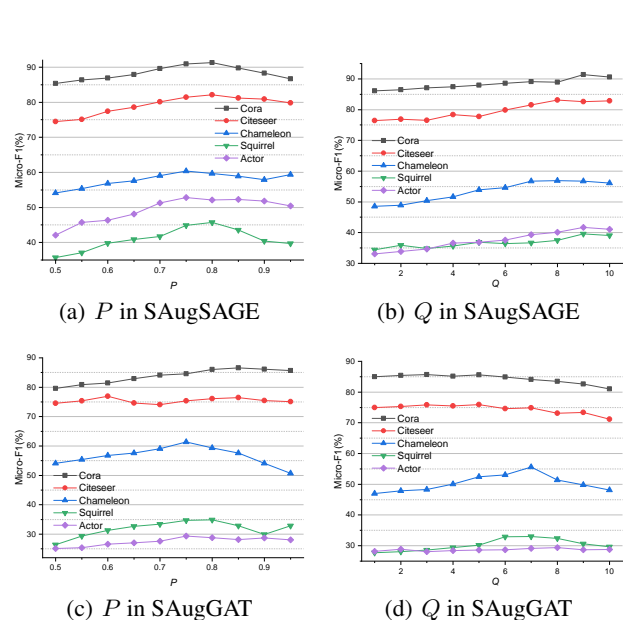 90
80
70
60
50
40
Micro-F1(%)
Cora
Citeseer
Chameleon
Squirrel
Actor
0.5 0.6 0.7 0.8 0.9
P
(a) P in SAugSAGE
100
90
80
70
60
50
40
30
Micro-F1(%)
Cora
Citeseer
Chameleon
Squirrel
Actor
2 4 6 8 10
Q
(b) Q in SAugSAGE
90
80
70
60
50
40
30
Micro-F1(%)
Cora
Citeseer
Chameleon
Squirrel
Actor
0.5 0.6 0.7 0.8 0.9
P
(c) P in SAugGAT
90
80
70
60
50
40
30
Micro-F1(%)
Cora
Citeseer
Chameleon
Squirrel
Actor
2 4 6 8 10
Q
(d) Q in SAugGAT